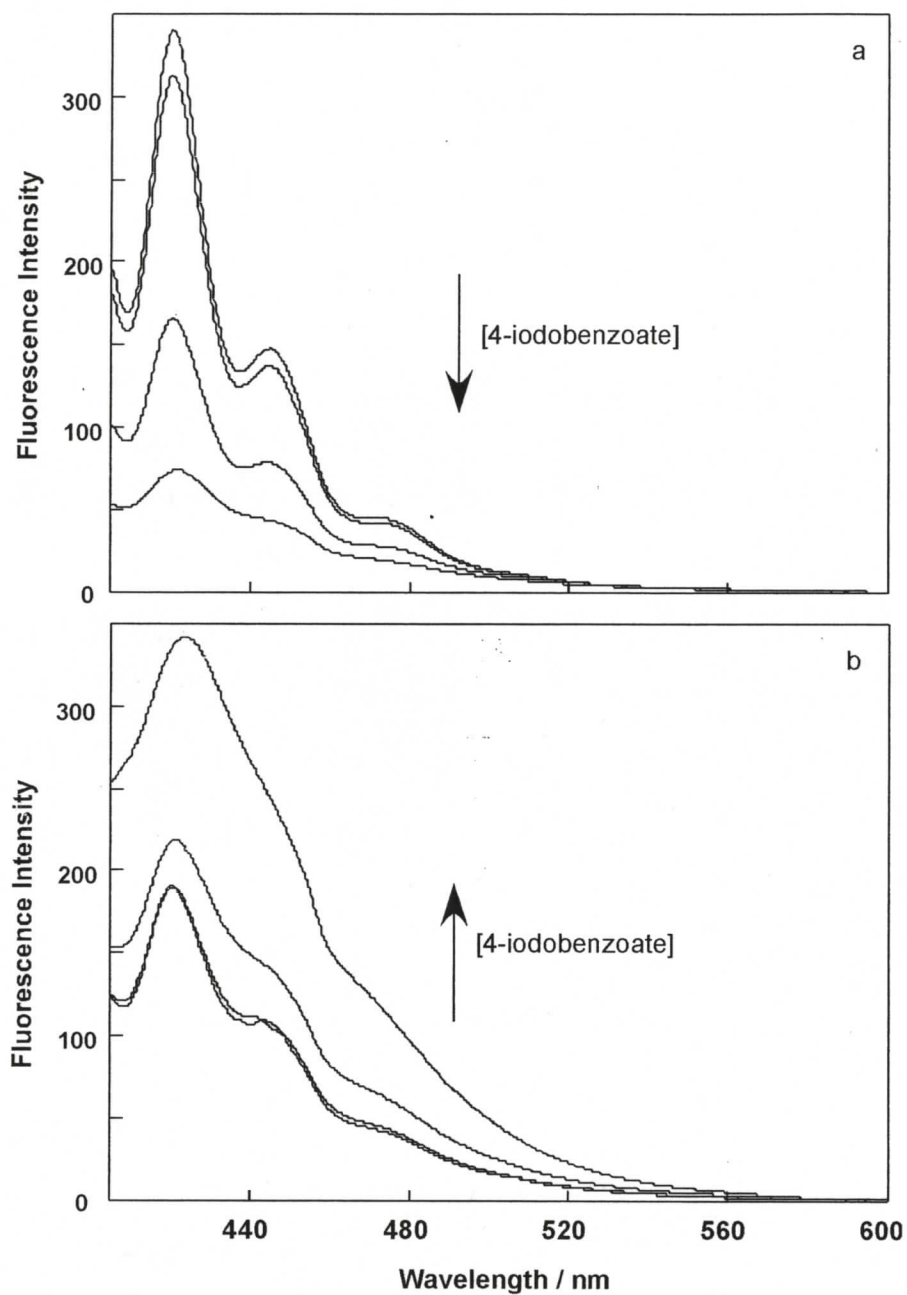 a
300
200
100
0
Fluorescence Intensity
[4-iodobenzoate]
b
300
200
100
0
Fluorescence Intensity
[4-iodobenzoate]
440 480 520 560 600
Wavelength / nm